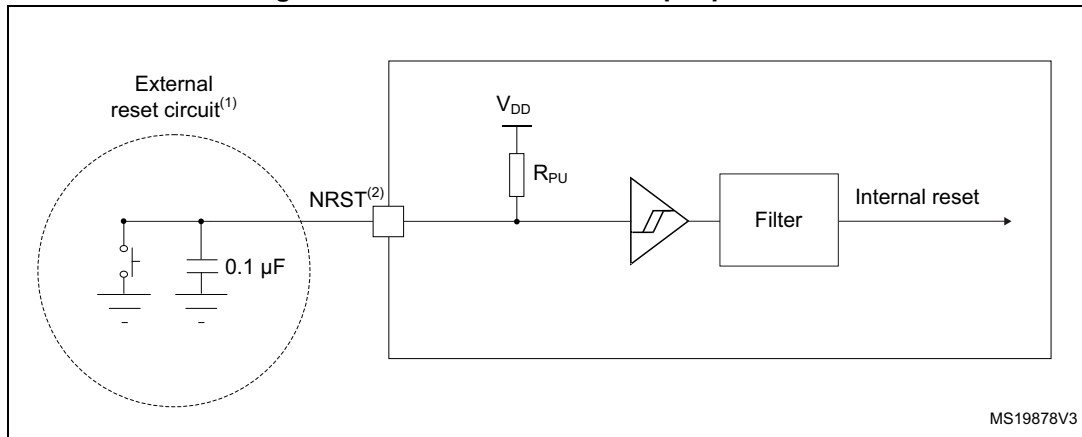 External
reset circuit(1)
VDD
RPU
NRST(2)
Filter
Internal reset
0.1 µF
MS19878V3